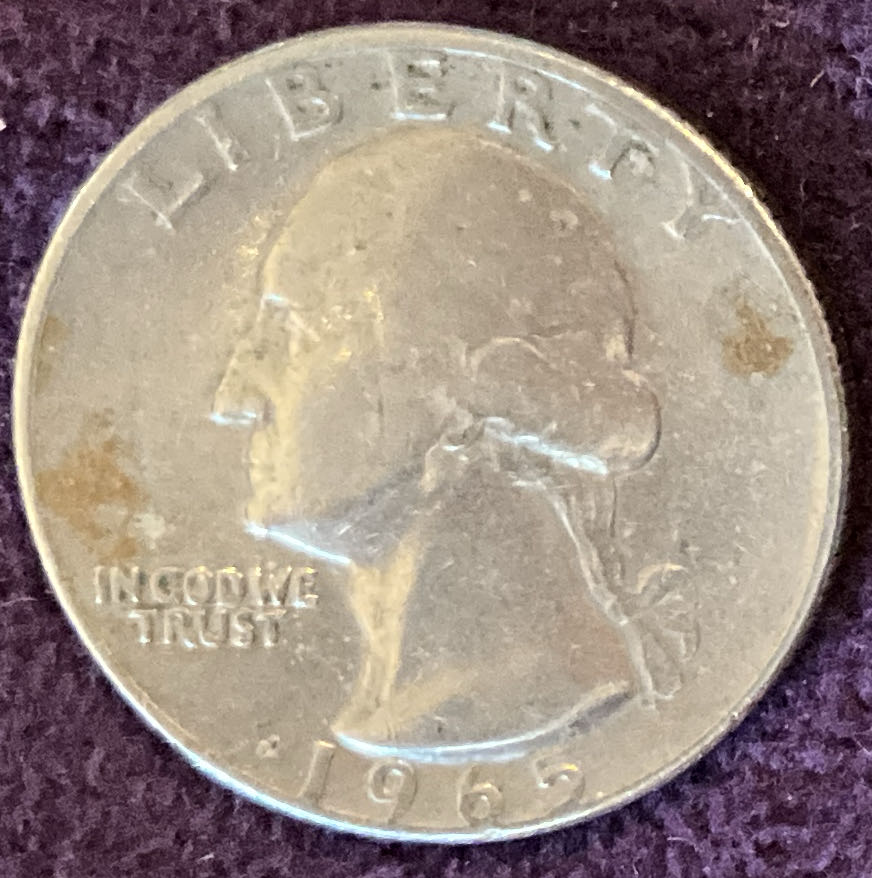 LIBERTY
IN GOD WE
TRUST
1965